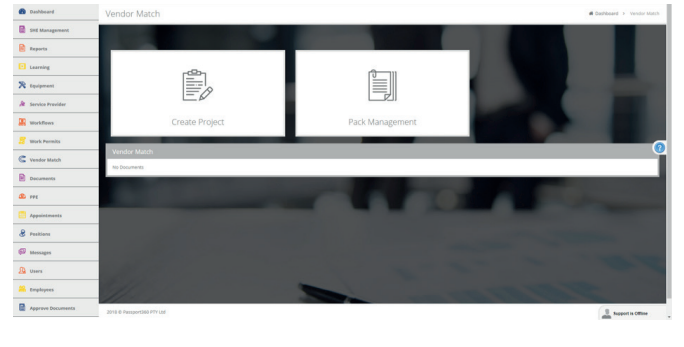 Dashboard
SHE Management
Reports
Learning
Equipment
Service Provider
Workflows
Work Permits
Vendor Match
Documents
PPE
Appointments
Positions
Messages
Users
Employees
Approve Documents
Vendor Match
Dashboard > Vendor Match
Create Project
Pack Management
Vendor Match
No Documents
?
2018 © Passport360 PTY Ltd
Support is Offline